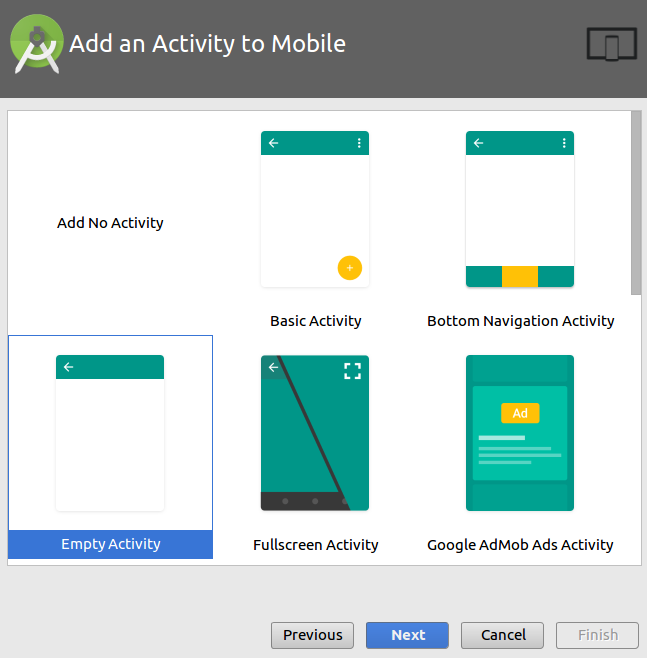 Add an Activity to Mobile
Add No Activity
Basic Activity
Bottom Navigation Activity
Ad
Empty Activity
Fullscreen Activity
Google AdMob Ads Activity
Previous
Next
Cancel
Finish